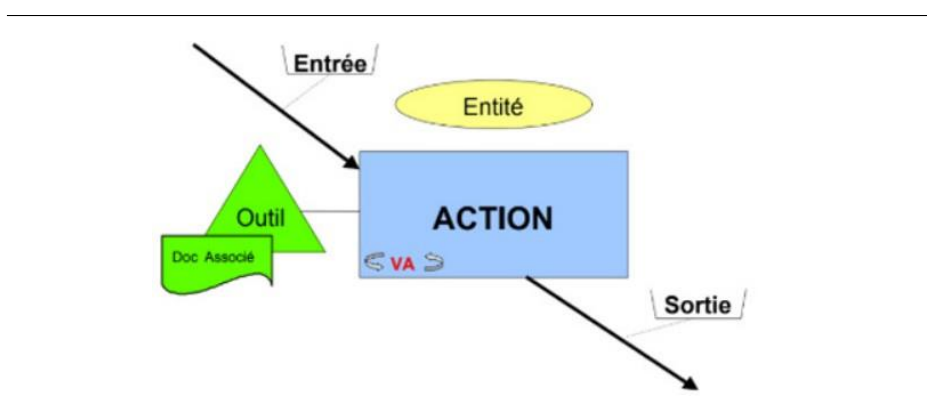 Entrée
Entité
Outil
ACTION
Doc Associé
VA
Sortie